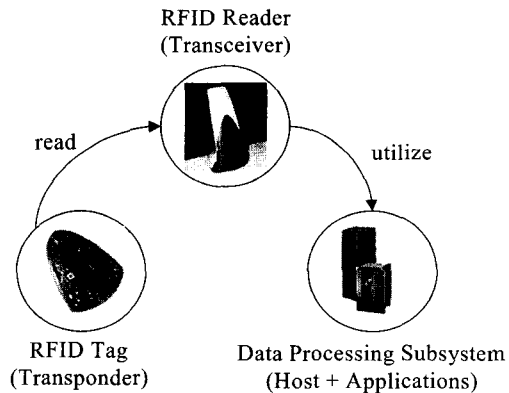 RFID Reader
(Transceiver)
read
utilize
RFID Tag
(Transponder)
Data Processing Subsystem
(Host + Applications)